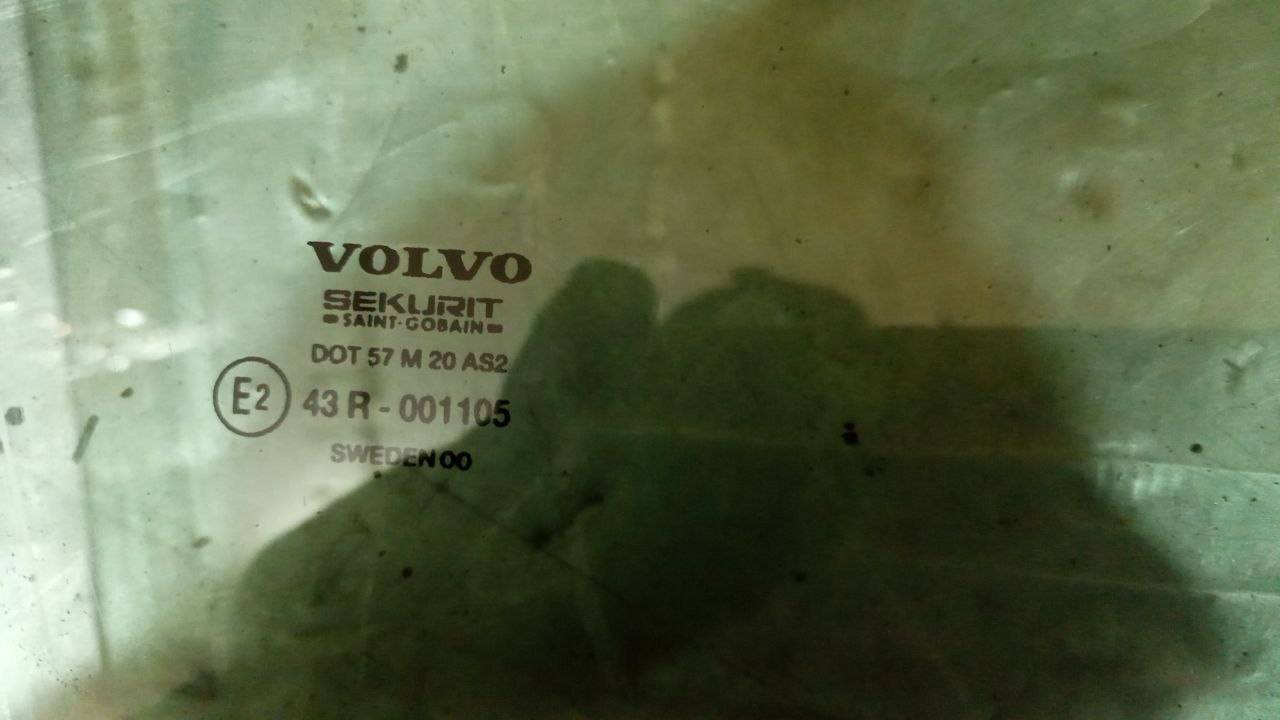 VOLVO
SEKURIT
SAINT-GOBAIN
DOT 57 M 20 AS2
E2 43 R - 001105
SWEDEN 00